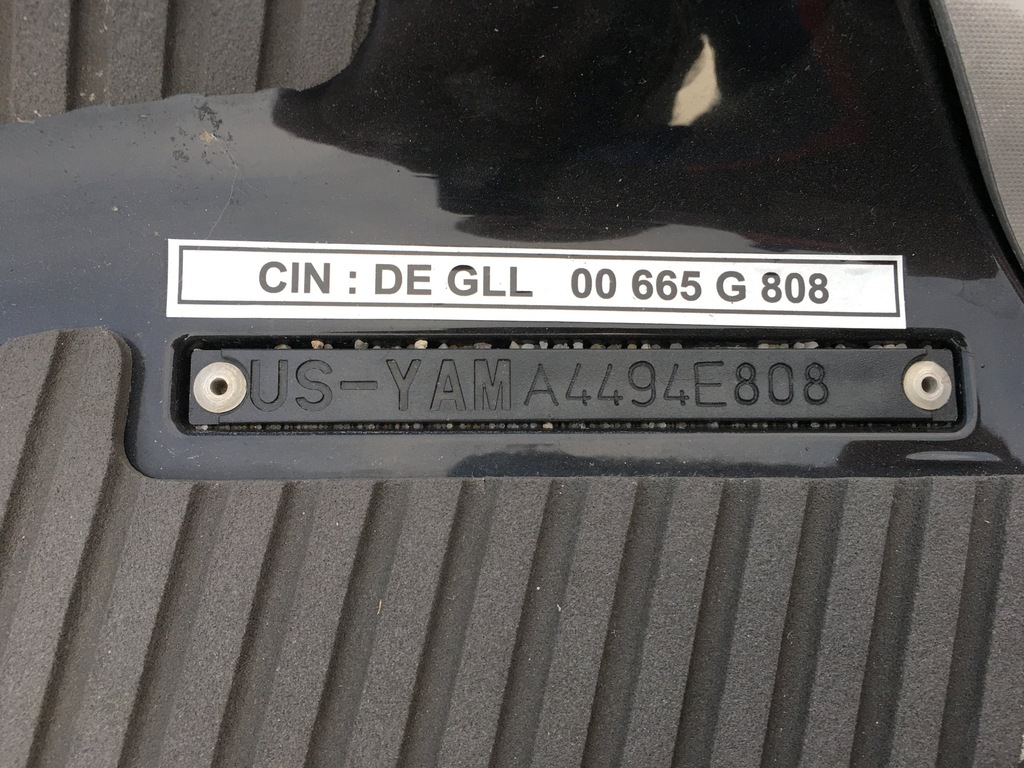 CIN : DE GLL 00 665 G 808
US-YAMA4494E808